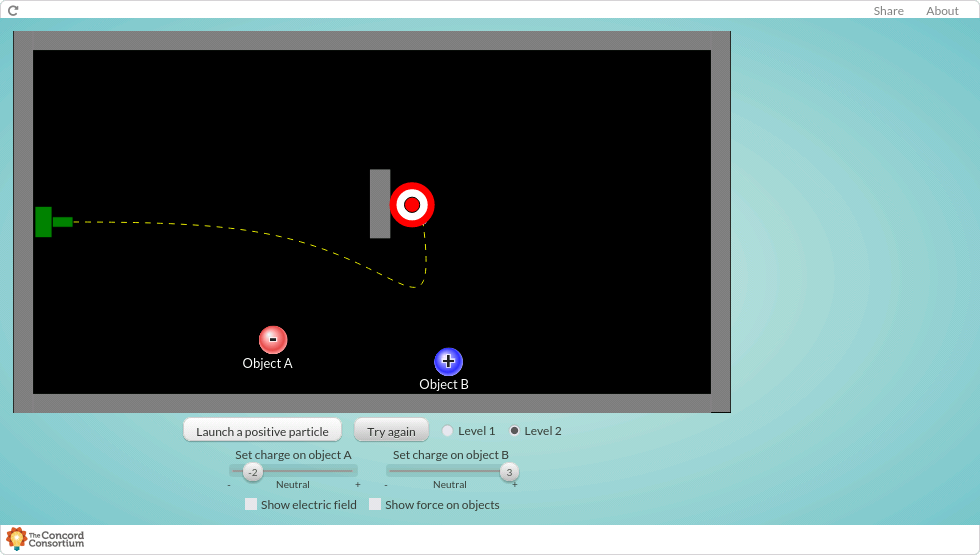 Share About
Object A
Object B
Launch a positive particle Try again Level 1 Level 2
Set charge on object A Set charge on object B
-2 3
- Neutral + - Neutral +
Show electric field Show force on objects
The Concord
Consortium